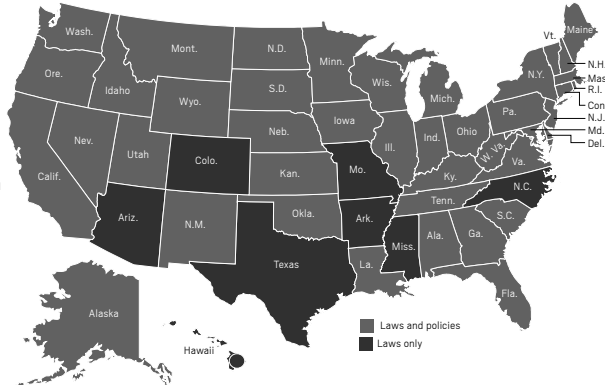 Wash.
Mont.
N.D.
Minn.
Vt.
Maine
Ore.
Idaho
S.D.
Wis.
Mich.
N.Y.
N.H.
Mas
R.I.
Con
N.J.
Md.
Del.
Wyo.
Iowa
Neb.
Pa.
Nev.
Utah
Colo.
Ill.
Ind.
Ohio
W. Va.
Va.
Calif.
Kan.
Mo.
Ky.
N.C.
Tenn.
Ariz.
N.M.
Okla.
Ark.
S.C.
Texas
La.
Miss.
Ala.
Ga.
Fla.
Alaska
Hawaii
Laws and policies
Laws only